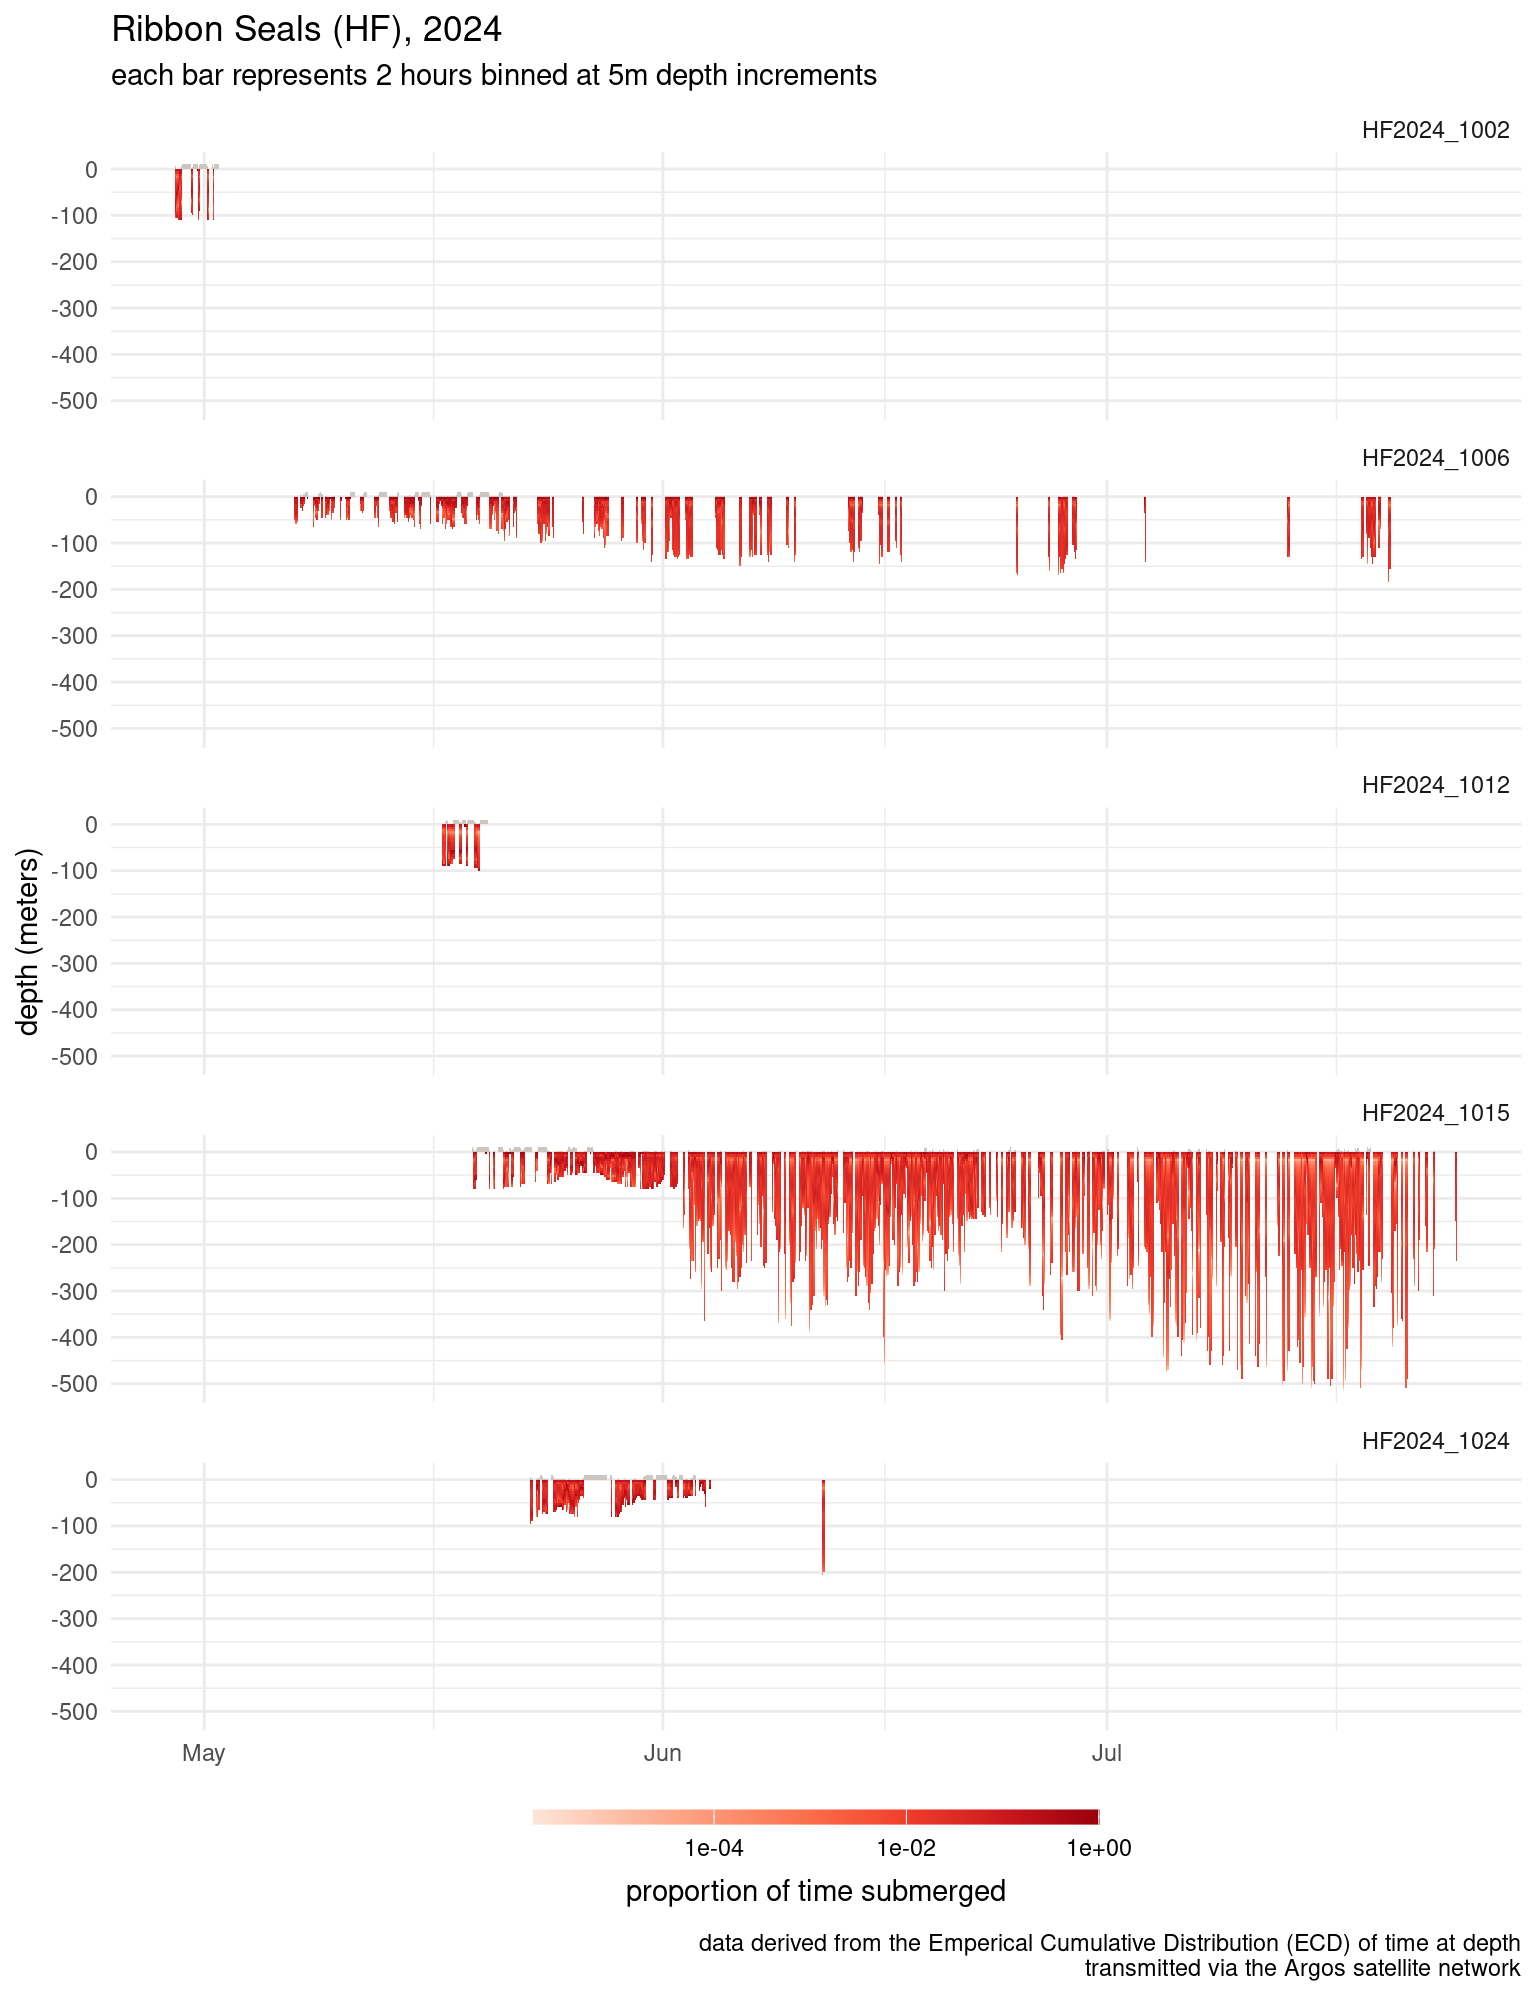 Ribbon Seals (HF), 2024
each bar represents 2 hours binned at 5m depth increments
HF2024_1002
0
-100
-200
-300
-400
-500
HF2024_1006
0
-100
-200
-300
-400
-500
HF2024_1012
0
-100
-200
-300
-400
-500
depth (meters)
HF2024_1015
0
-100
-200
-300
-400
-500
HF2024_1024
0
-100
-200
-300
-400
-500
May Jun Jul
1e-04 1e-02 1e+00
proportion of time submerged
data derived from the Emperical Cumulative Distribution (ECD) of time at depth
transmitted via the Argos satellite network